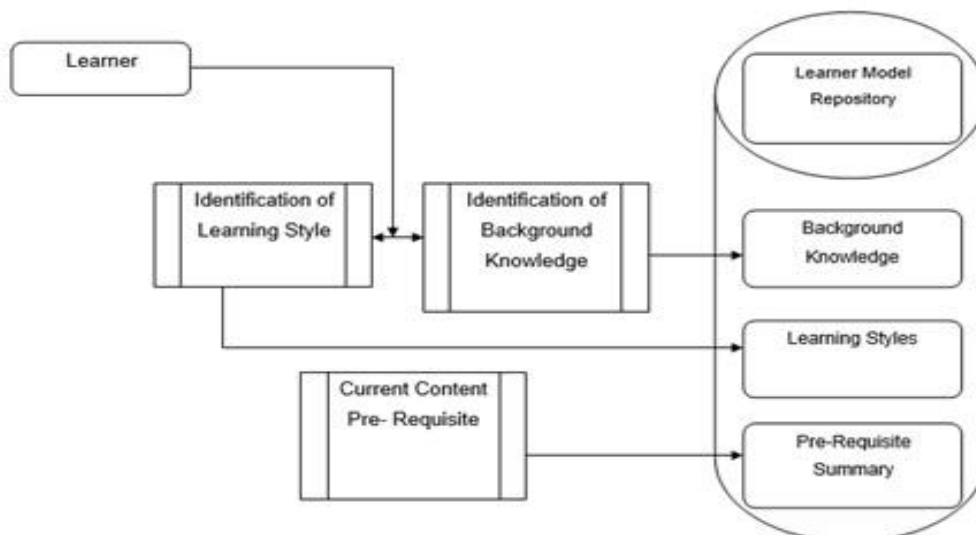 Learner
Learner Model
Repository
Identification of
Learning Style
Identification of
Background
Knowledge
Background
Knowledge
Learning Styles
Current Content
Pre- Requisite
Pre-Requisite
Summary